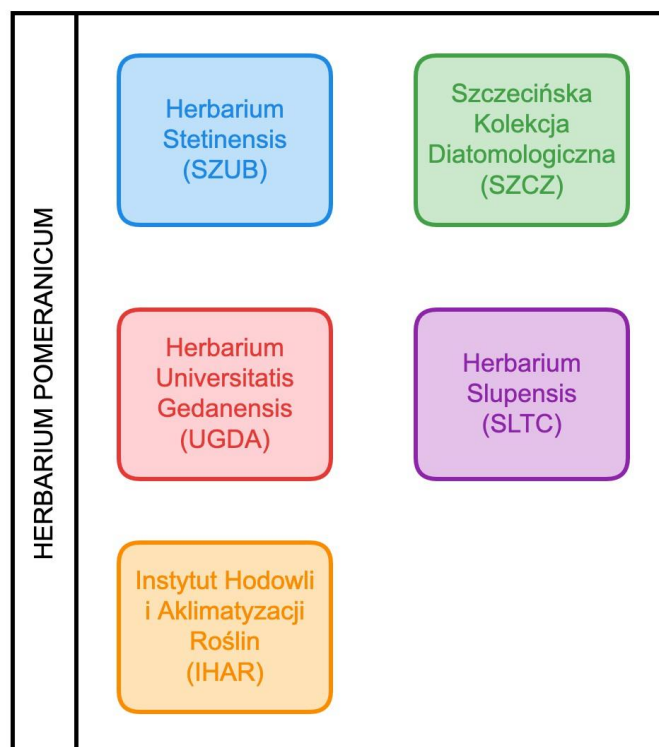 HERBARIUM POMERANICUM
Herbarium
Stetinensis
(SZUB)
Szczecińska
Kolekcja
Diatomologiczna
(SZCZ)
Herbarium
Universitatis
Gedanensis
(UGDA)
Herbarium
Slupensis
(SLTC)
Instytut Hodowli
i Aklimatyzacji
Roślin
(IHAR)